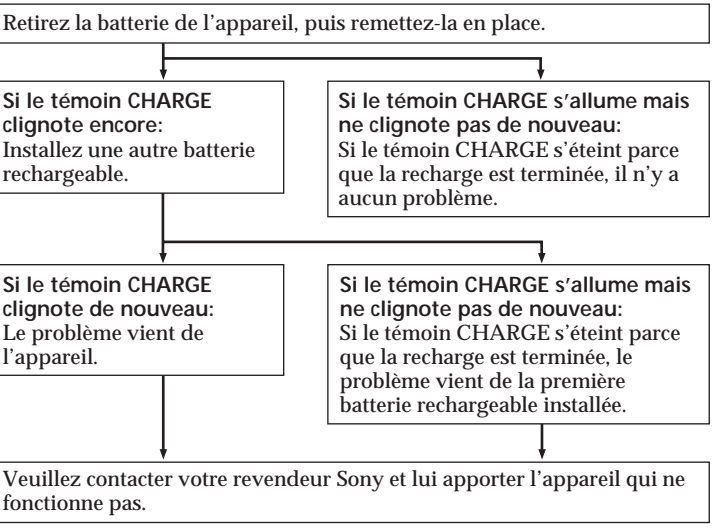 Retirez la batterie de l'appareil, puis remettez-la en place.
Si le témoin CHARGE
clignote encore:
Installez une autre batterie
rechargeable.
Si le témoin CHARGE s'allume mais
ne clignote pas de nouveau:
Si le témoin CHARGE s'éteint parce
que la recharge est terminée, il n'y a
aucun problème.
Si le témoin CHARGE
clignote de nouveau:
Le problème vient de
l'appareil.
Si le témoin CHARGE s'allume mais
ne clignote pas de nouveau:
Si le témoin CHARGE s'éteint parce
que la recharge est terminée, le
problème vient de la première
batterie rechargeable installée.
Veuillez contacter votre revendeur Sony et lui apporter l'appareil qui ne
fonctionne pas.